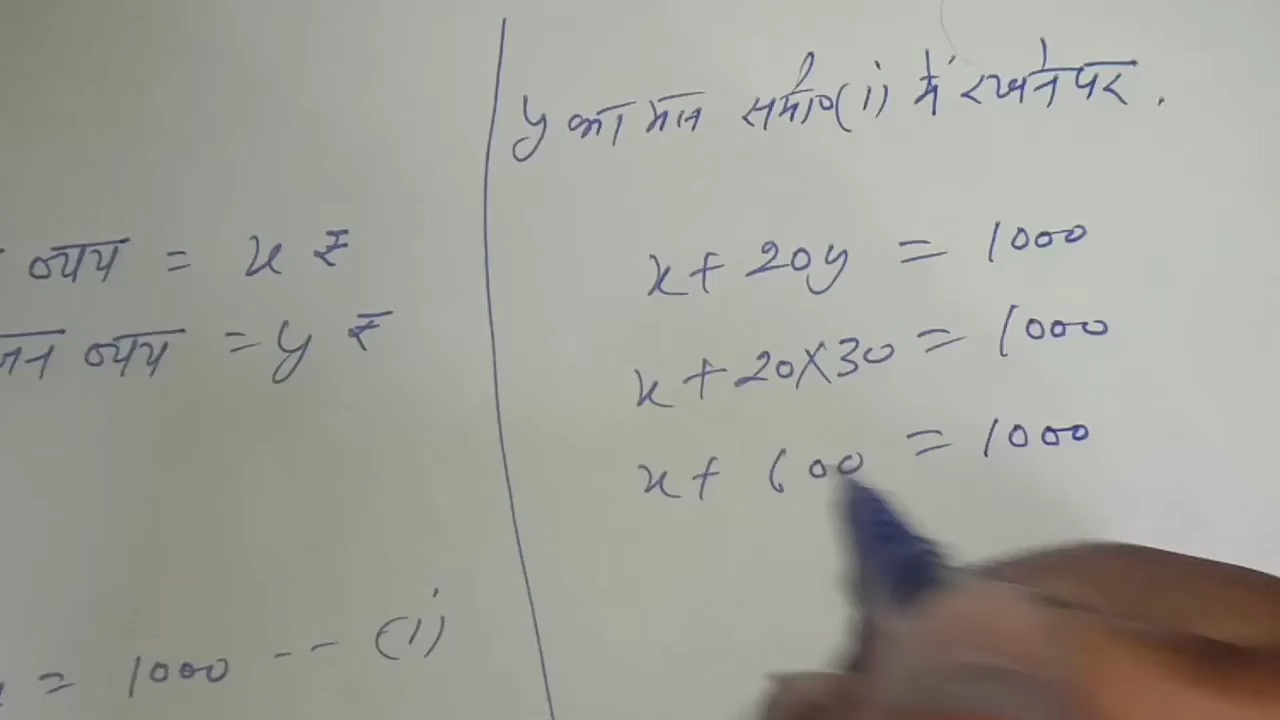 व्यय = x ₹
व्यय = y ₹
= 1000 -- (i)
y का मान समी० (i) में रखने पर.
x + 20y = 1000
x + 20 × 30 = 1000
x + 600 = 1000